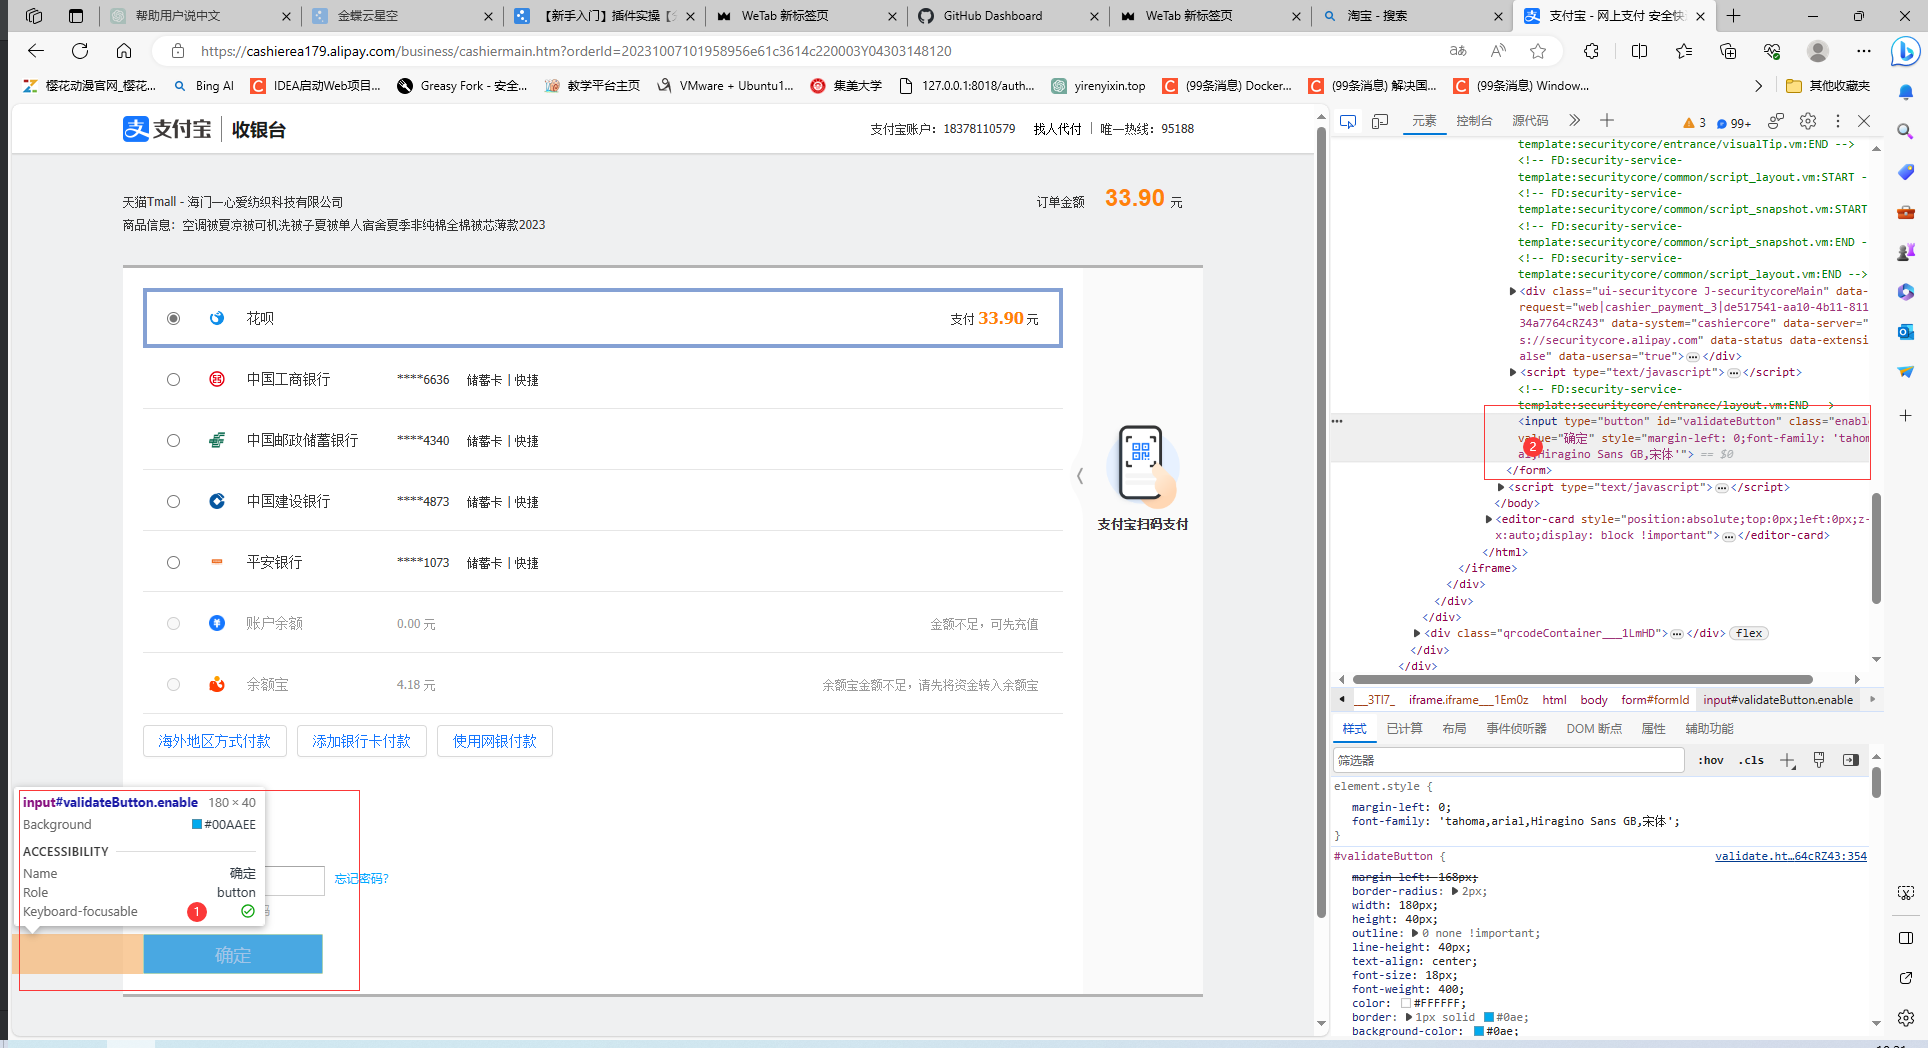 帮助用户说中文
金蝶云星空
【新手入门】插件实操【
WeTab 新标签页
GitHub Dashboard
WeTab 新标签页
淘宝 - 搜索
支付宝 - 网上支付 安全快
https://cashierea179.alipay.com/business/cashiermain.htm?orderId=20231007101958956e61c3614c220003Y04303148120
樱花动漫官网_樱花...
Bing AI
IDEA启动Web项目...
Greasy Fork - 安全...
教学平台主页
VMware + Ubuntu1...
集美大学
127.0.0.1:8018/auth...
yirenyixin.top
(99条消息) Docker...
(99条消息) 解决国...
(99条消息) Window...
其他收藏夹
支付宝 | 收银台
支付宝账户：18378110579 找人代付 | 唯一热线：95188
天猫Tmall - 海门一心爱纺织科技有限公司
商品信息：空调被夏凉被可机洗被子夏被单人宿舍夏季非纯棉全棉被芯薄款2023
订单金额 33.90 元
花呗 支付 33.90 元
中国工商银行 ****6636 储蓄卡 | 快捷
中国邮政储蓄银行 ****4340 储蓄卡 | 快捷
中国建设银行 ****4873 储蓄卡 | 快捷
平安银行 ****1073 储蓄卡 | 快捷
账户余额 0.00 元 金额不足，可先充值
余额宝 4.18 元 余额宝金额不足，请先将资金转入余额宝
海外地区方式付款 添加银行卡付款 使用网银付款
支付宝扫码支付
input#validateButton.enable 180 × 40
Background #00AAEE
ACCESSIBILITY
Name 确定
Role button
Keyboard-focusable 1
忘记密码?
码
确定
元素 控制台 源代码 3 99+
template:securitycore/entrance/visualTip.vm:END -->
<!-- FD:securitycore-service-
template:securitycore/common/script_layout.vm:START -
<!-- FD:security-service-
template:securitycore/common/script_snapshot.vm:START
<!-- FD:security-service-
template:securitycore/common/script_snapshot.vm:END -
<!-- FD:security-service-
template:securitycore/common/script_layout.vm:END -->
<div class="ui-securitycore J-securitycoreMain" data-
request="web|cashier_payment_3|de517541-aa10-4b11-811
34a7764cRZ43" data-system="cashiercore" data-server="
s://securitycore.alipay.com" data-status data-extensi
alse" data-usersa="true">…</div>
<script type="text/javascript">…</script>
<!-- FD:security-service-
template:securitycore/entrance/layout.vm:END -->
<input type="button" id="validateButton" class="enabl
value="确定" style="margin-left: 0;font-family: 'tahom
2
al,Hiragino Sans GB,宋体'"> == $0
</form>
<script type="text/javascript">…</script>
</body>
<editor-card style="position:absolute;top:0px;left:0px;z-
x:auto;display: block !important">…</editor-card>
</html>
</iframe>
</div>
</div>
</div>
<div class="qrcodeContainer___1LmHD">…</div> flex
</div>
</div>
___3Tl7_ iframe.iframe___1Em0z html body form#formId input#validateButton.enable
样式 已计算 布局 事件侦听器 DOM 断点 属性 辅助功能
筛选器 :hov .cls
element.style {
margin-left: 0;
font-family: 'tahoma,arial,Hiragino Sans GB,宋体';
}
#validateButton { validate.ht…64cRZ43:354
margin-left: 168px;
border-radius: 2px;
width: 180px;
height: 40px;
outline: 0 none !important;
line-height: 40px;
text-align: center;
font-size: 18px;
font-weight: 400;
color: #FFFFFF;
border: 1px solid #0ae;
background-color: #0ae;